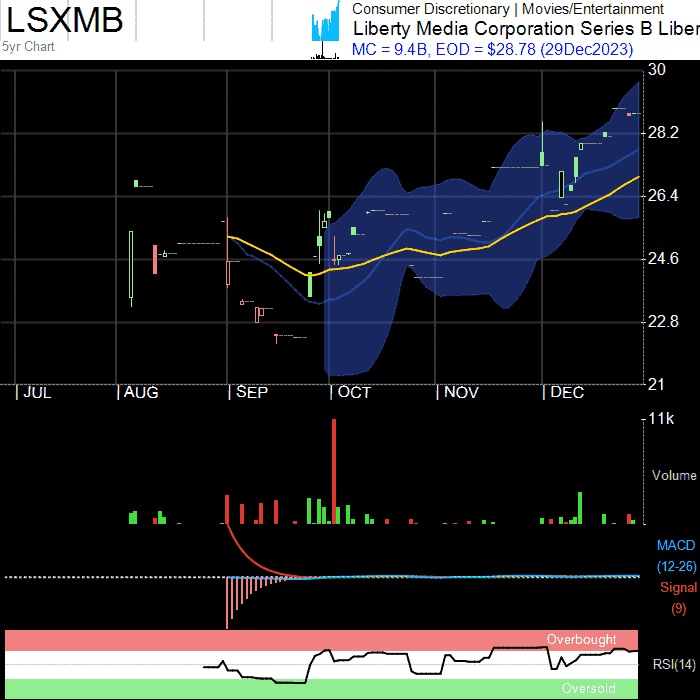 LSXMB
5yr Chart
Consumer Discretionary | Movies/Entertainment
Liberty Media Corporation Series B Liber
MC = 9.4B, EOD = $28.78 (29Dec2023)
30
28.2
26.4
24.6
22.8
21
JUL AUG SEP OCT NOV DEC
11k
Volume
MACD
(12-26)
Signal
(9)
Overbought
RSI(14)
Oversold